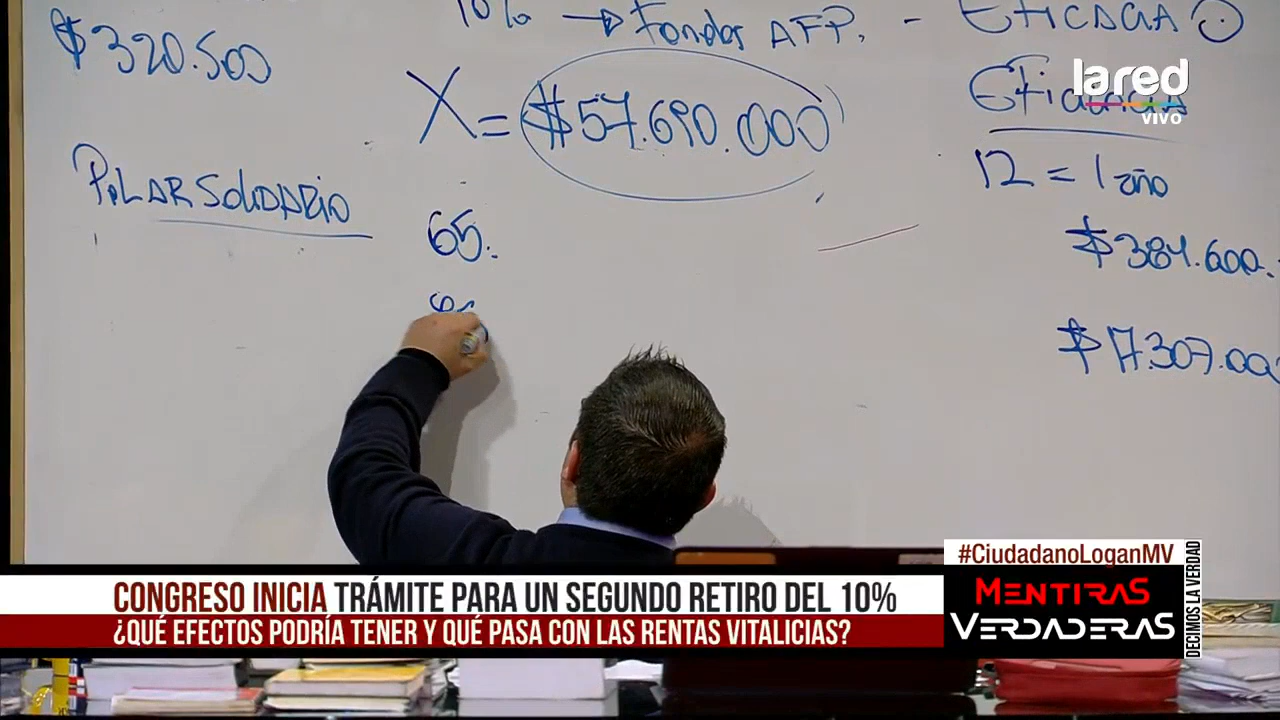 $320.500
10% → Fondos AFP. - EFICACIA
X = $57.690.000
Eficiencia
12 = 1 año
$384.600.
$17.307.000
PILAR SOLIDARIO
65.
lared
vivo
#CiudadanoLoganMV
CONGRESO INICIA TRÁMITE PARA UN SEGUNDO RETIRO DEL 10%
¿QUÉ EFECTOS PODRÍA TENER Y QUÉ PASA CON LAS RENTAS VITALICIAS?
MENTIRAS
VERDADERAS
DECIMOS LA VERDAD